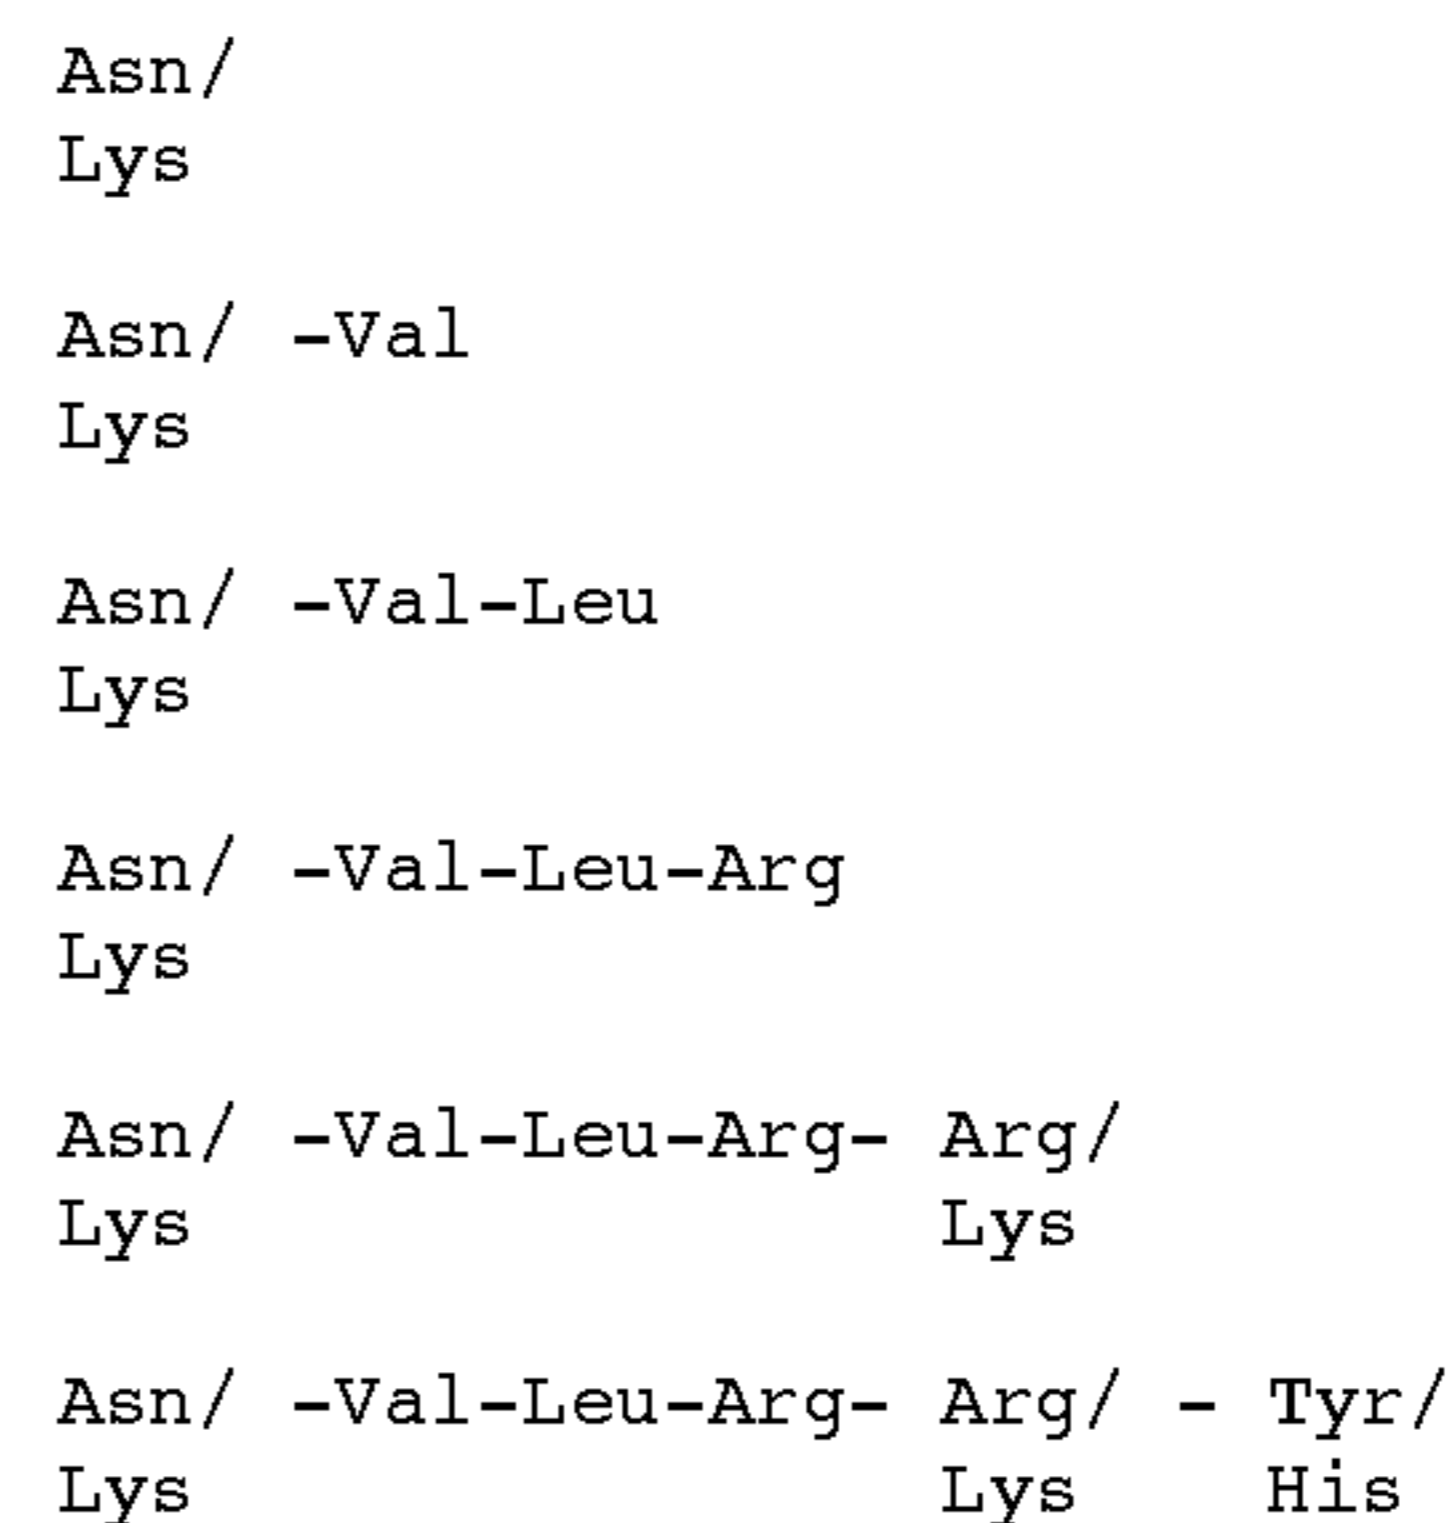 Asn/
Lys
Asn/ -Val
Lys
Asn/ -Val-Leu
Lys
Asn/ -Val-Leu-Arg
Lys
Asn/ -Val-Leu-Arg- Arg/
Lys Lys
Asn/ -Val-Leu-Arg- Arg/ - Tyr/
Lys Lys His